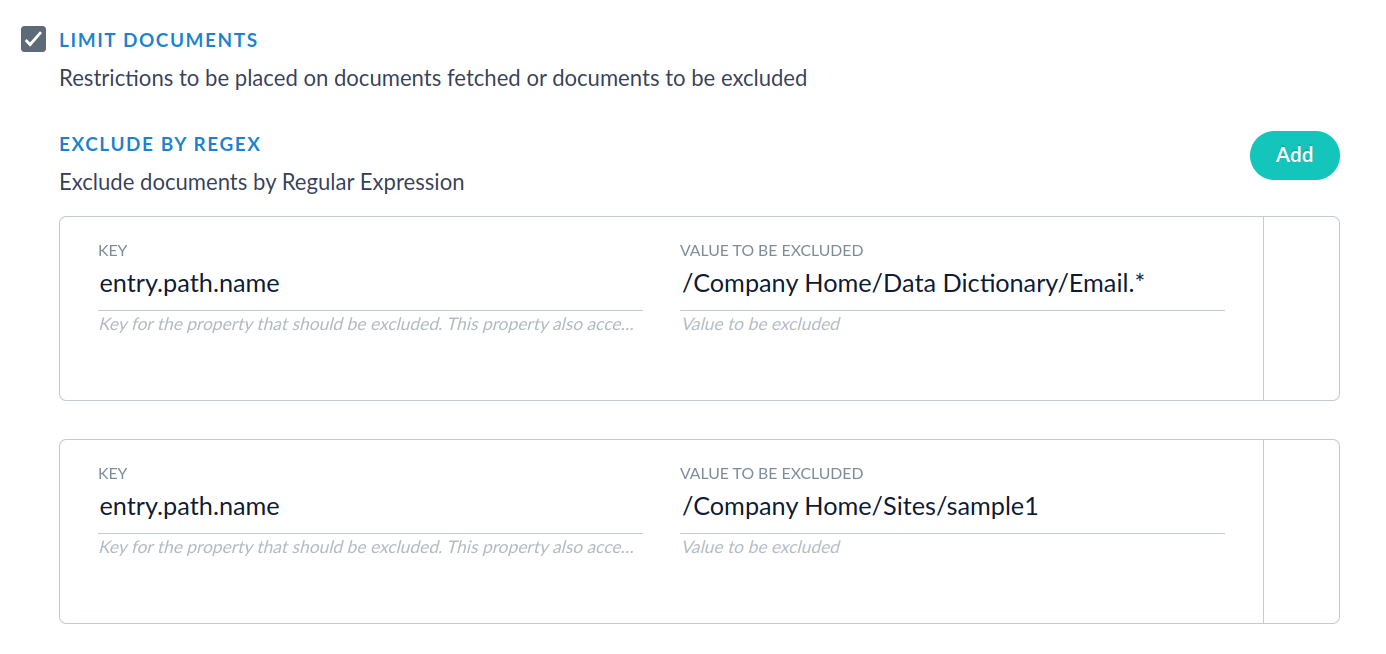 LIMIT DOCUMENTS
Restrictions to be placed on documents fetched or documents to be excluded
EXCLUDE BY REGEX
Add
Exclude documents by Regular Expression
KEY
VALUE TO BE EXCLUDED
entry.path.name
/Company Home/Data Dictionary/Email.*
Key for the property that should be excluded. This property also acce...
Value to be excluded
KEY
VALUE TO BE EXCLUDED
entry.path.name
/Company Home/Sites/sample1
Key for the property that should be excluded. This property also acce...
Value to be excluded